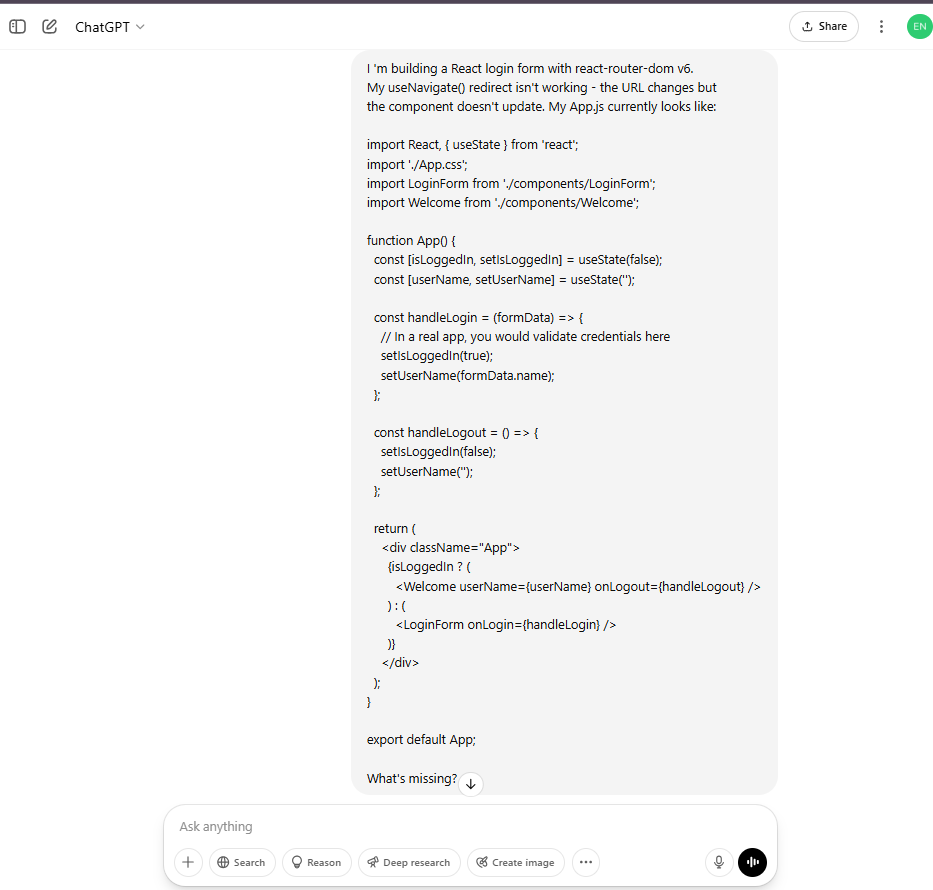 ChatGPT
Share
EN
I 'm building a React login form with react-router-dom v6.
My useNavigate() redirect isn't working - the URL changes but
the component doesn't update. My App.js currently looks like:

import React, { useState } from 'react';
import './App.css';
import LoginForm from './components/LoginForm';
import Welcome from './components/Welcome';

function App() {
  const [isLoggedIn, setIsLoggedIn] = useState(false);
  const [userName, setUserName] = useState('');

  const handleLogin = (formData) => {
    // In a real app, you would validate credentials here
    setIsLoggedIn(true);
    setUserName(formData.name);
  };

  const handleLogout = () => {
    setIsLoggedIn(false);
    setUserName('');
  };

  return (
    <div className="App">
      {isLoggedIn ? (
        <Welcome userName={userName} onLogout={handleLogout} />
      ) : (
        <LoginForm onLogin={handleLogin} />
      )}
    </div>
  );
}

export default App;

What's missing?
Ask anything
Search
Reason
Deep research
Create image